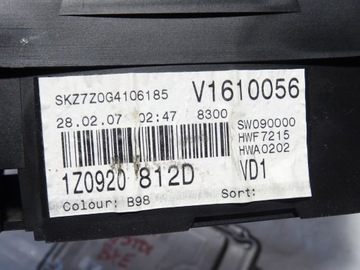 SKZ7Z0G4106185 V1610056
28.02.07 02:47 8300 SW090000
HWF7215
HWA0202
1Z0920 812D VD1
Colour: B98 Sort: